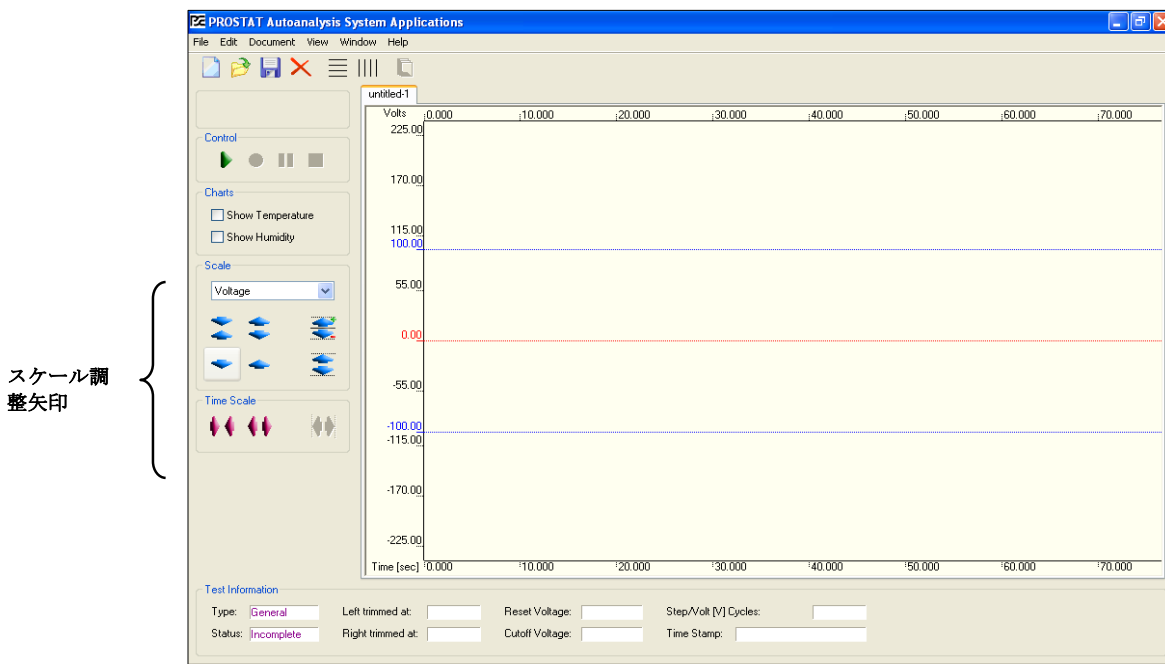 PROSTAT Autoanalysis System Applications
File Edit Document View Window Help
untitled-1
Control
Charts
Show Temperature
Show Humidity
Scale
Voltage
Time Scale
スケール調
整矢印
Volts 0.000 10.000 20.000 30.000 40.000 50.000 60.000 70.000
225.00
170.00
115.00
100.00
55.00
0.00
-55.00
-100.00
-115.00
-170.00
-225.00
Time [sec] 0.000 10.000 20.000 30.000 40.000 50.000 60.000 70.000
Test Information
Type: General Left trimmed at: Reset Voltage: Step/Volt [V] Cycles:
Status: Incomplete Right trimmed at: Cutoff Voltage: Time Stamp: